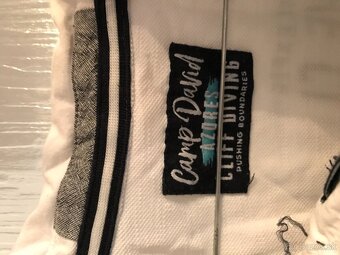 Camp David
AZORES
CLIFF DIVING
PUSHING BOUNDARIES